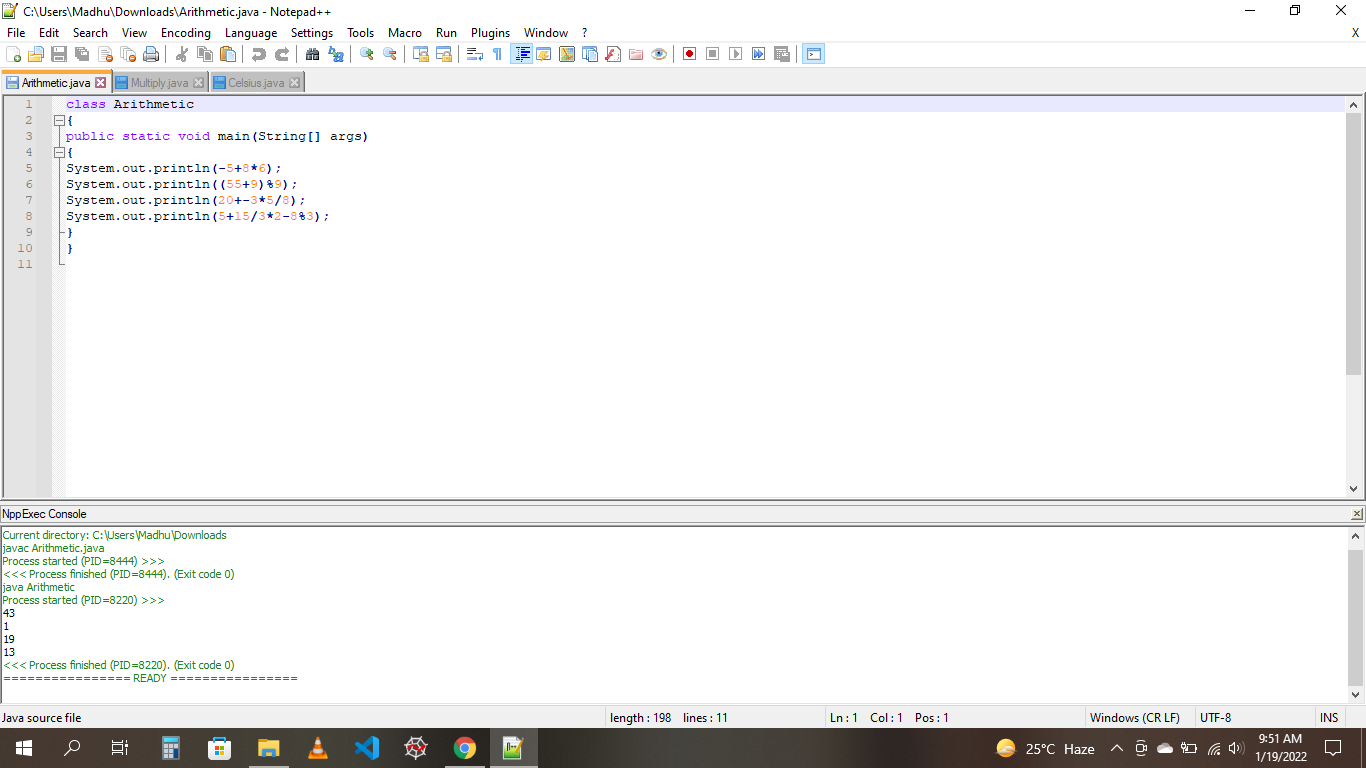 C:\Users\Madhu\Downloads\Arithmetic.java - Notepad++
File Edit Search View Encoding Language Settings Tools Macro Run Plugins Window ? X
Arithmetic.java Multiply.java Celsius.java
1 class Arithmetic
2 {
3 public static void main(String[] args)
4 {
5 System.out.println(-5+8*6);
6 System.out.println((55+9)%9);
7 System.out.println(20+-3*5/8);
8 System.out.println(5+15/3*2-8%3);
9 }
10 }
11
NppExec Console
Current directory: C:\Users\Madhu\Downloads
javac Arithmetic.java
Process started (PID=8444) >>>
<<< Process finished (PID=8444). (Exit code 0)
java Arithmetic
Process started (PID=8220) >>>
43
1
19
13
<<< Process finished (PID=8220). (Exit code 0)
================ READY ================
Java source file length : 198 lines : 11 Ln : 1 Col : 1 Pos : 1 Windows (CR LF) UTF-8 INS
25°C Haze 9:51 AM
1/19/2022